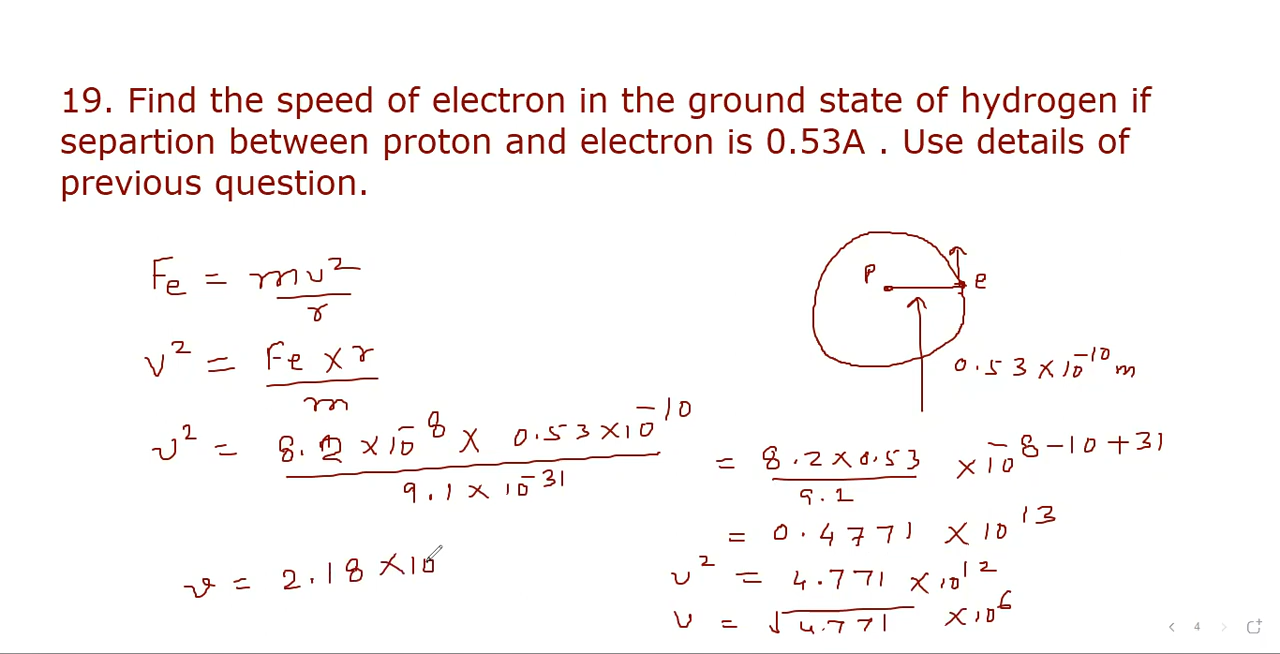 19. Find the speed of electron in the ground state of hydrogen if
separtion between proton and electron is 0.53A . Use details of
previous question.
Fe = mv²/r
P e
v² = Fe × r / m
0.53 × 10⁻¹⁰ m
v² = 8.2 × 10⁻⁸ × 0.53 × 10⁻¹⁰ / 9.1 × 10⁻³¹
= 8.2 × 0.53 / 9.1 × 10⁻⁸⁻¹⁰⁺³¹
= 0.4771 × 10¹³
v² = 4.771 × 10¹²
v = √4.771 × 10⁶
v = 2.18 × 10
4